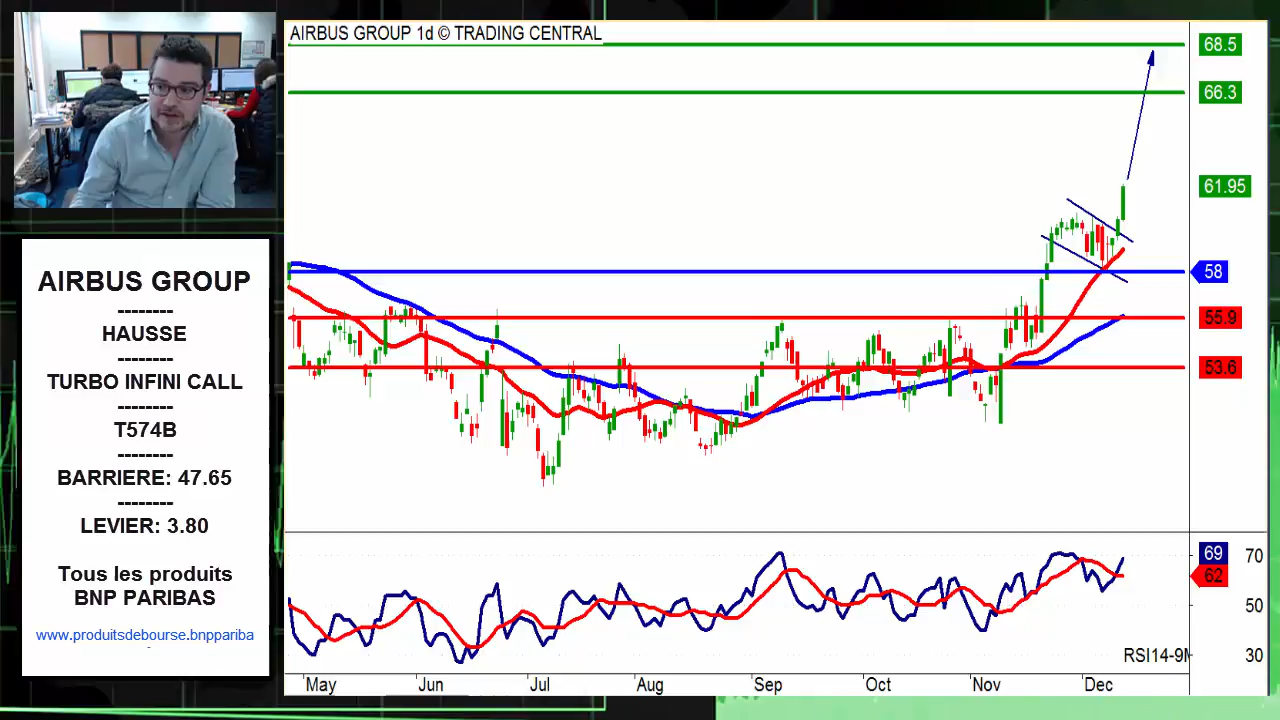 AIRBUS GROUP 1d © TRADING CENTRAL
68.5
66.3
61.95
58
55.9
53.6
AIRBUS GROUP
--------
HAUSSE
--------
TURBO INFINI CALL
--------
T574B
--------
BARRIERE: 47.65
--------
LEVIER: 3.80
Tous les produits
BNP PARIBAS
www.produitsdebourse.bnppariba
69
70
62
50
RSI14-9M
30
May Jun Jul Aug Sep Oct Nov Dec